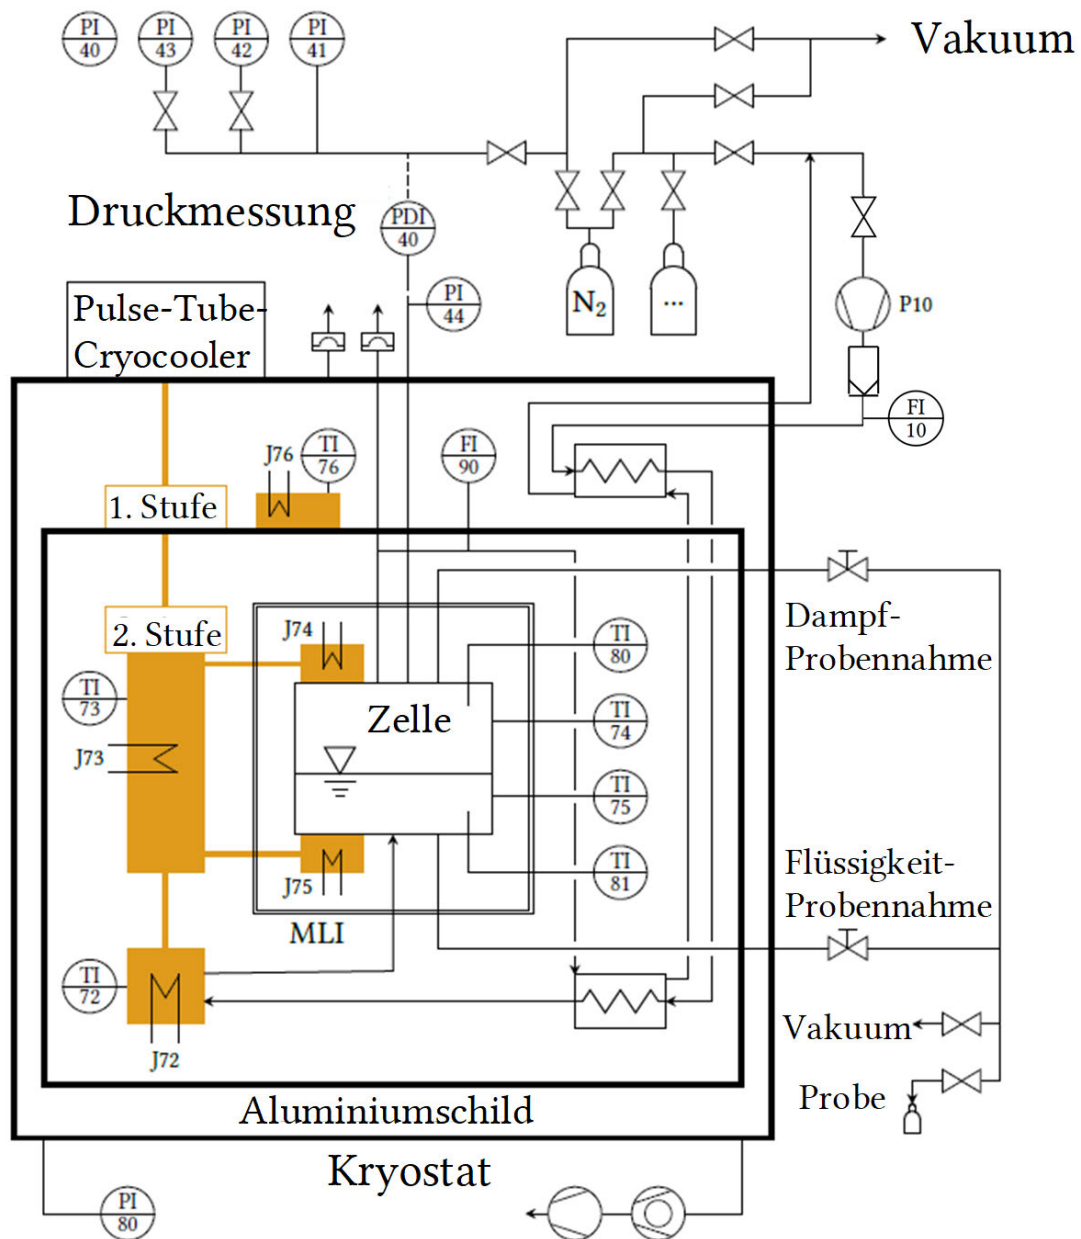 PI
40
PI
43
PI
42
PI
41
Vakuum
Druckmessung
PDI
40
PI
44
N2
...
P10
Pulse-Tube-
Cryocooler
FI
10
J76
TI
76
FI
90
1. Stufe
2. Stufe
J74
TI
80
Dampf-
Probennahme
TI
73
Zelle
TI
74
J73
TI
75
J75
TI
81
Flüssigkeit-
Probennahme
MLI
TI
72
J72
Vakuum
Probe
Aluminiumschild
Kryostat
PI
80